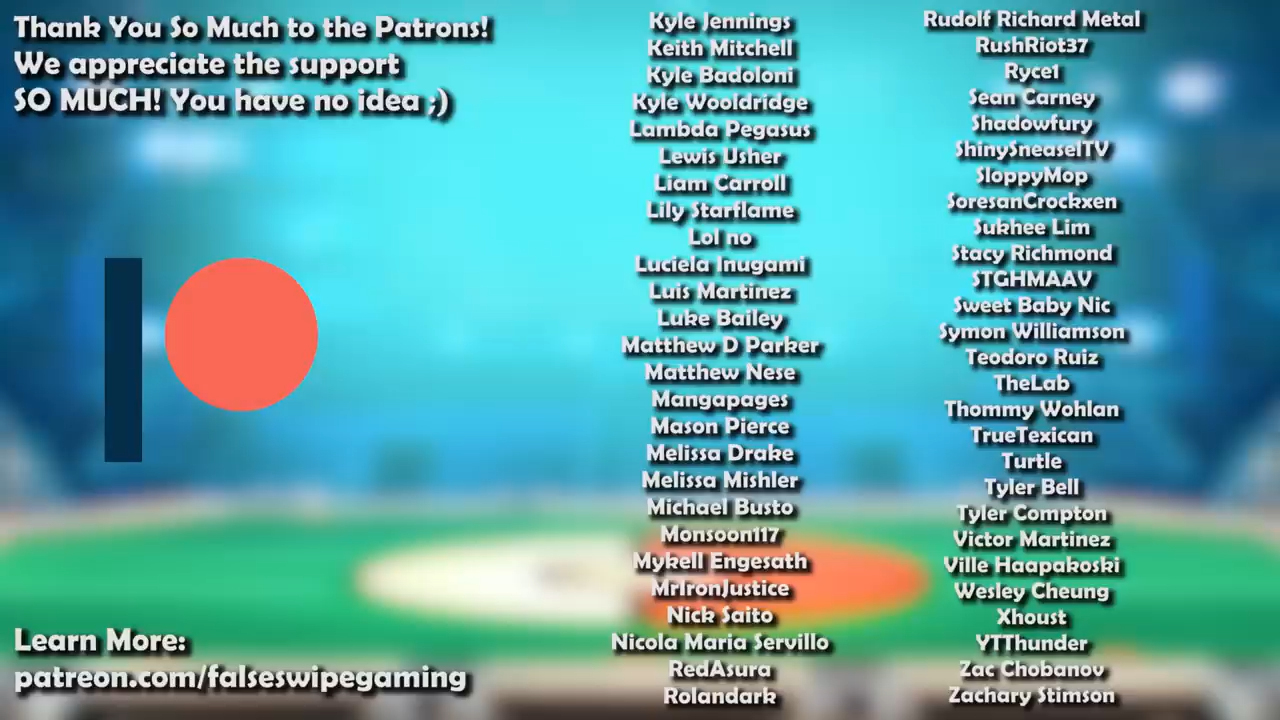 Thank You So Much to the Patrons!
We appreciate the support
SO MUCH! You have no idea ;)
Learn More:
patreon.com/falseswipegaming
Kyle Jennings
Keith Mitchell
Kyle Badoloni
Kyle Wooldridge
Lambda Pegasus
Lewis Usher
Liam Carroll
Lily Starflame
Lol no
Luciela Inugami
Luis Martinez
Luke Bailey
Matthew D Parker
Matthew Nese
Mangapages
Mason Pierce
Melissa Drake
Melissa Mishler
Michael Busto
Monsoon117
Mykell Engesath
MrIronJustice
Nick Saito
Nicola Maria Servillo
RedAsura
Rolandark
Rudolf Richard Metal
RushRiot37
Ryce1
Sean Carney
Shadowfury
ShinySneaselTV
SloppyMop
SoresanCrockxen
Sukhee Lim
Stacy Richmond
STGHMAAV
Sweet Baby Nic
Symon Williamson
Teodoro Ruiz
TheLab
Thommy Wohlan
TrueTexican
Turtle
Tyler Bell
Tyler Compton
Victor Martinez
Ville Haapakoski
Wesley Cheung
Xhoust
YTThunder
Zac Chobanov
Zachary Stimson